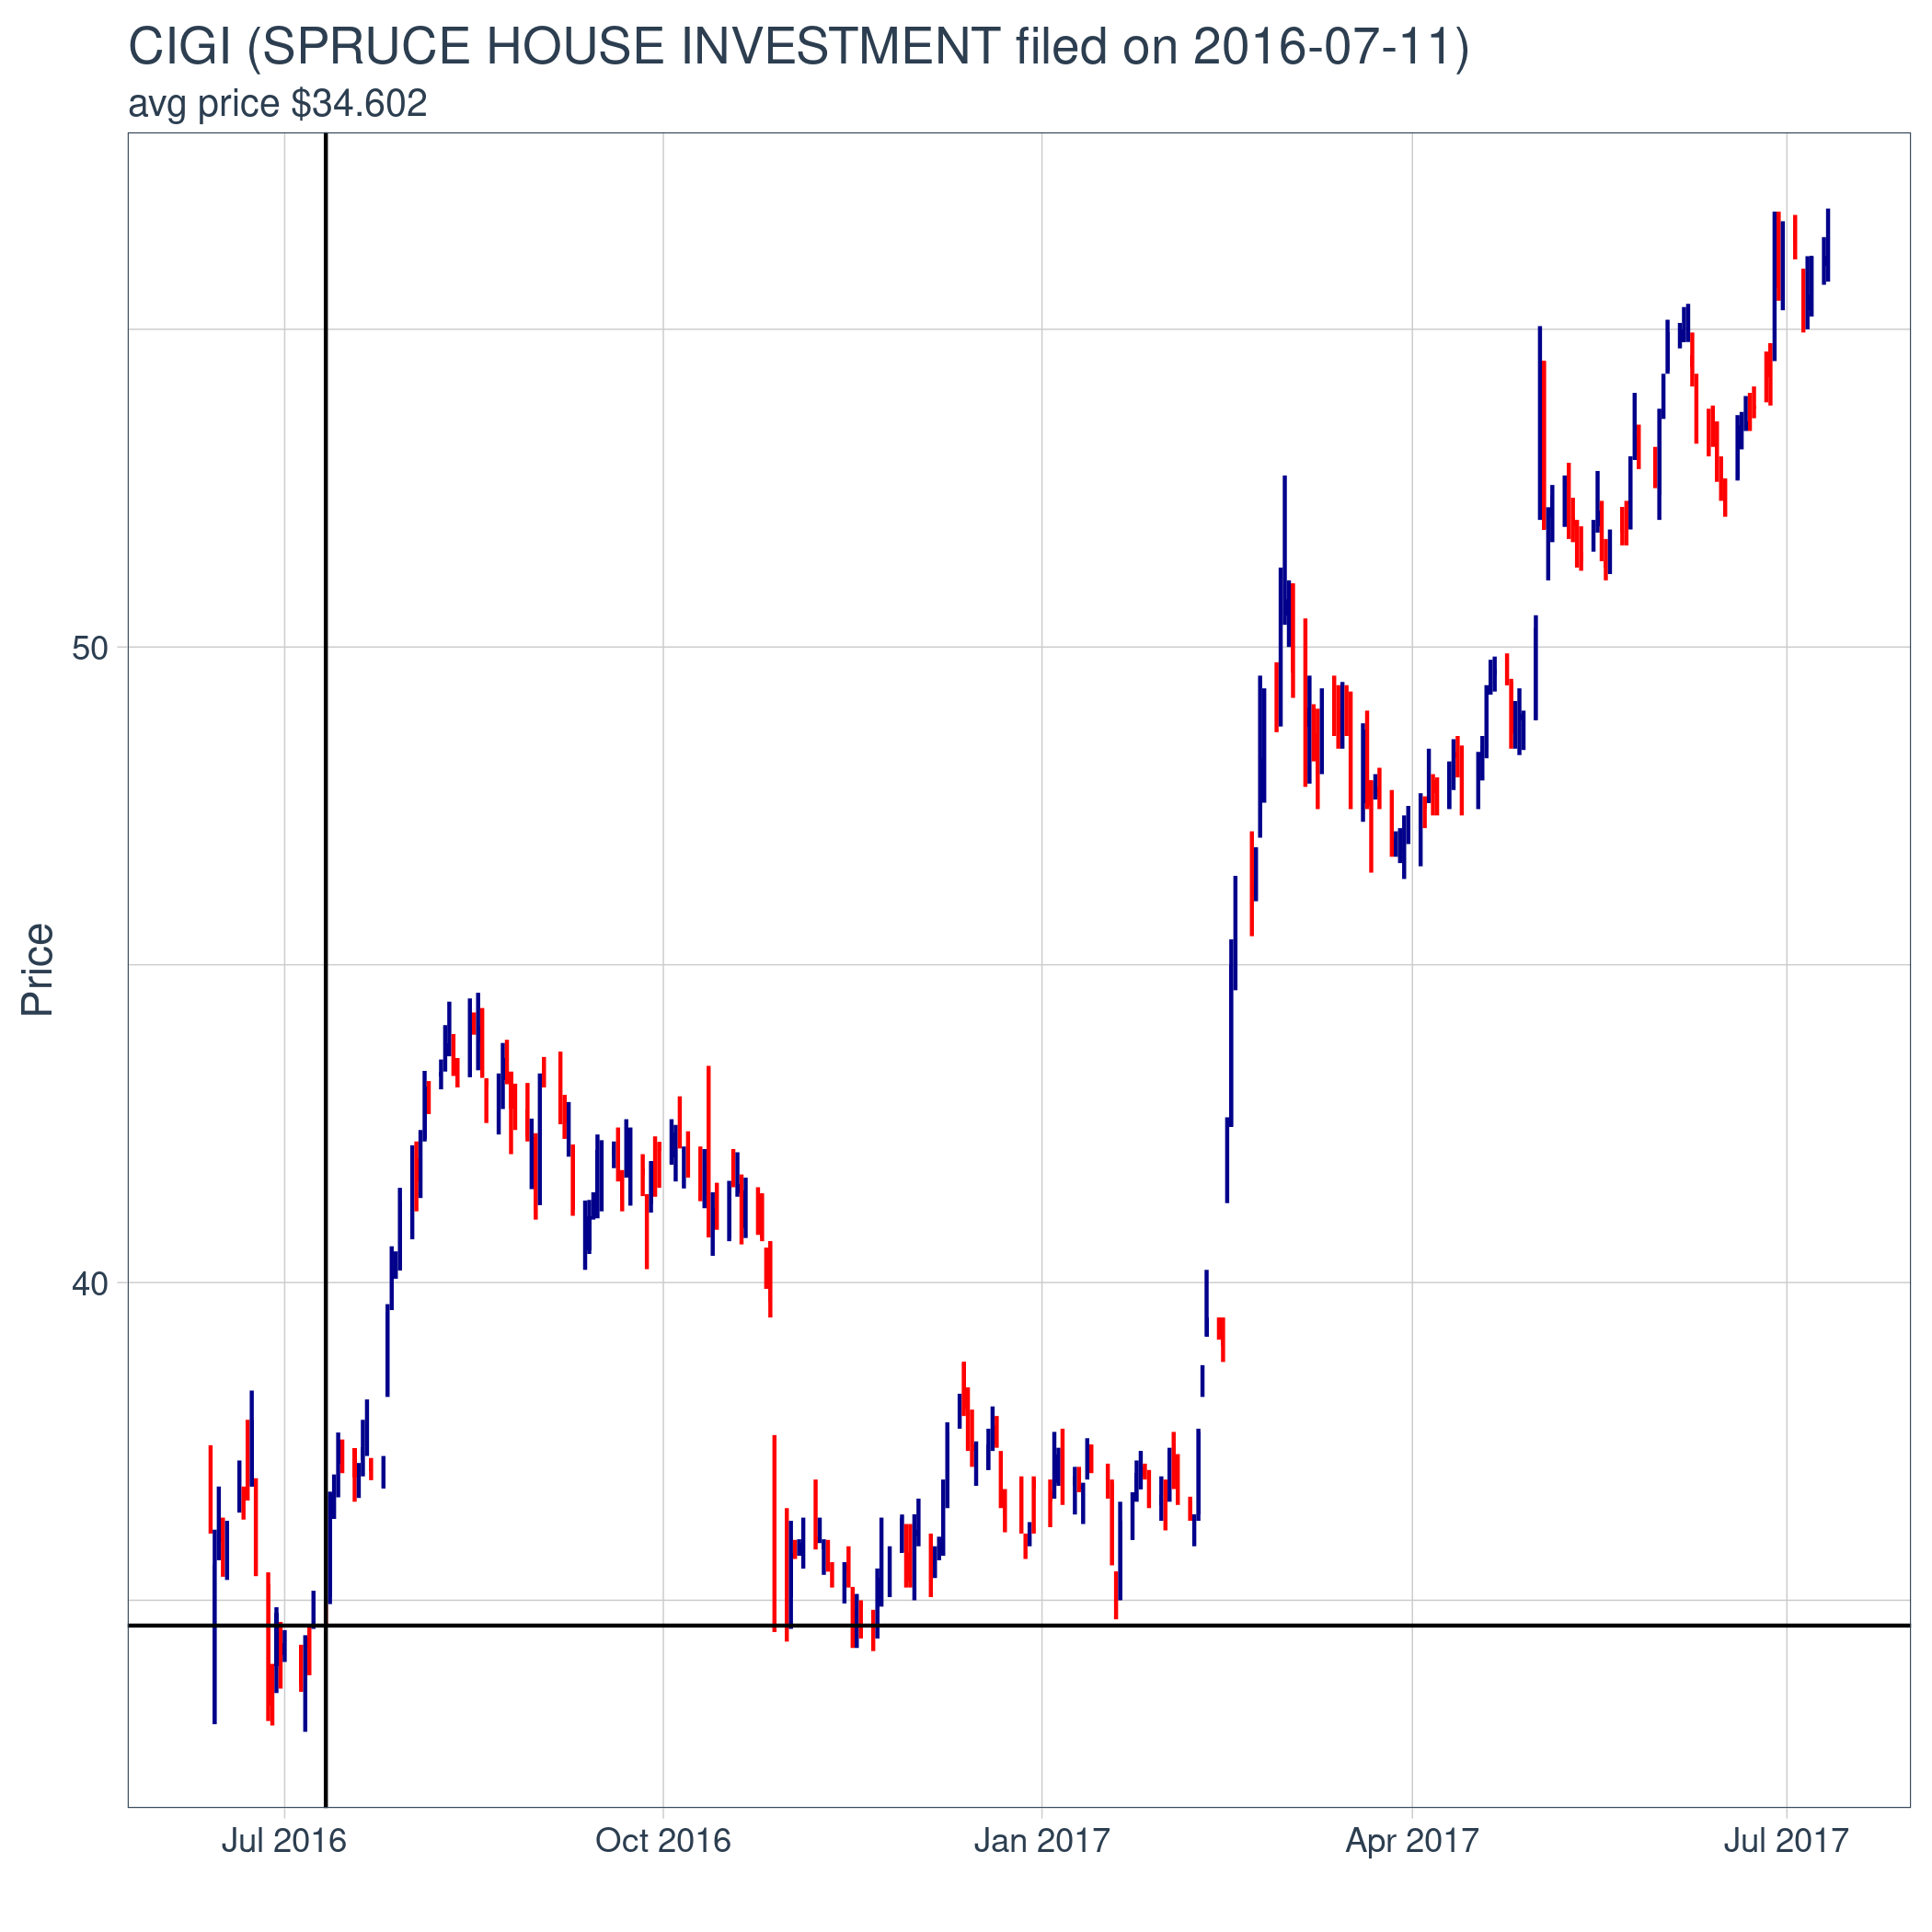 CIGI (SPRUCE HOUSE INVESTMENT filed on 2016-07-11)
avg price $34.602
50
40
Price
Jul 2016
Oct 2016
Jan 2017
Apr 2017
Jul 2017